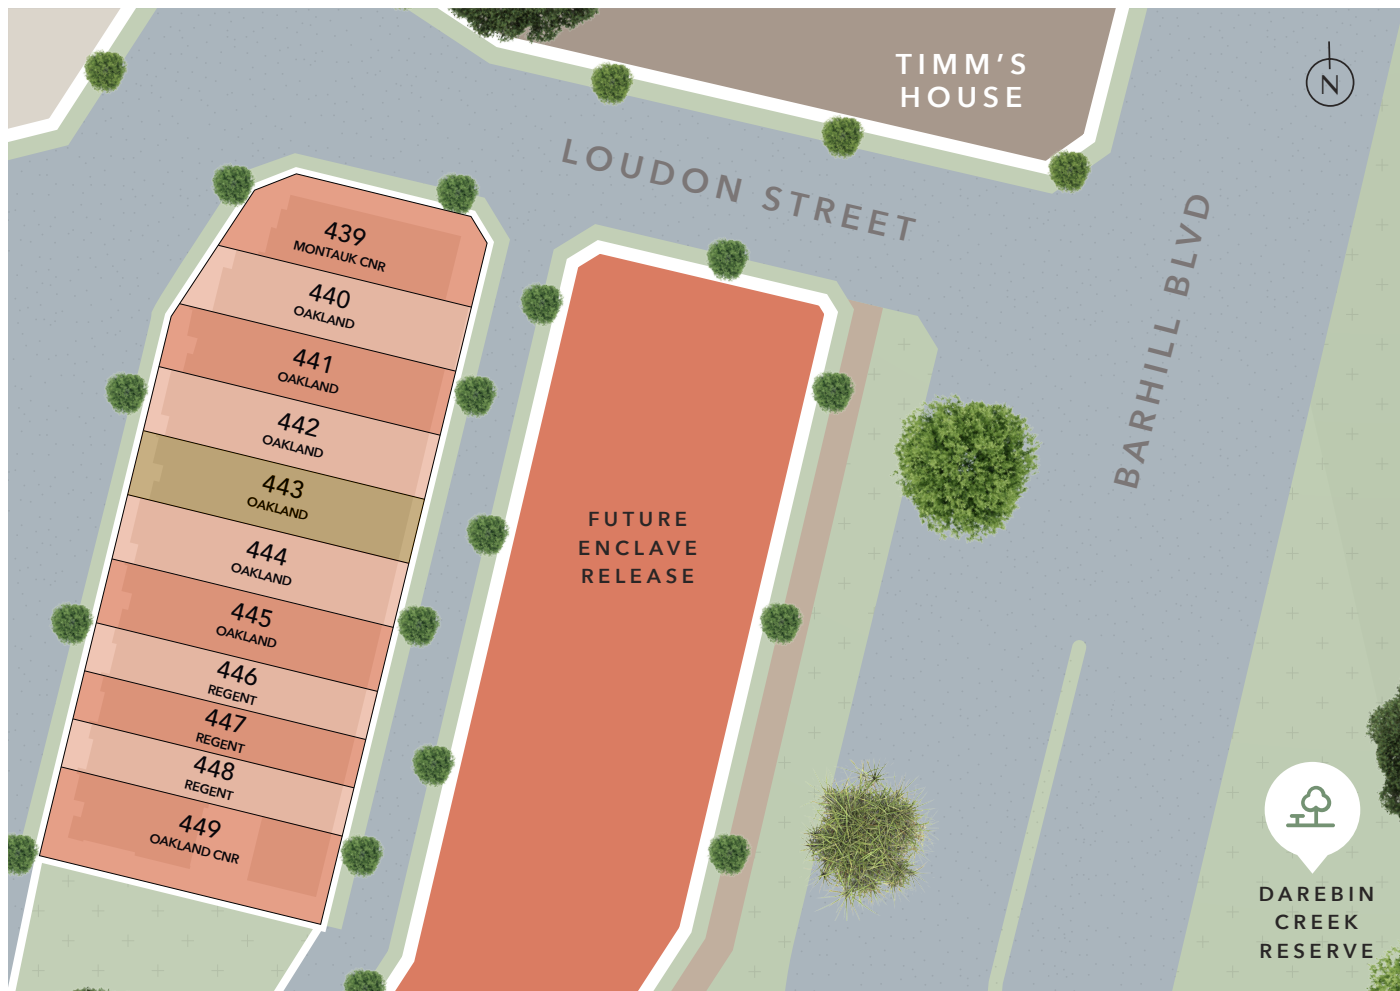 TIMM'S
HOUSE
N
LOUDON STREET
BARHILL BLVD
439
MONTAUK CNR
440
OAKLAND
441
OAKLAND
442
OAKLAND
443
OAKLAND
444
OAKLAND
445
OAKLAND
446
REGENT
447
REGENT
448
REGENT
449
OAKLAND CNR
FUTURE
ENCLAVE
RELEASE
DAREBIN
CREEK
RESERVE